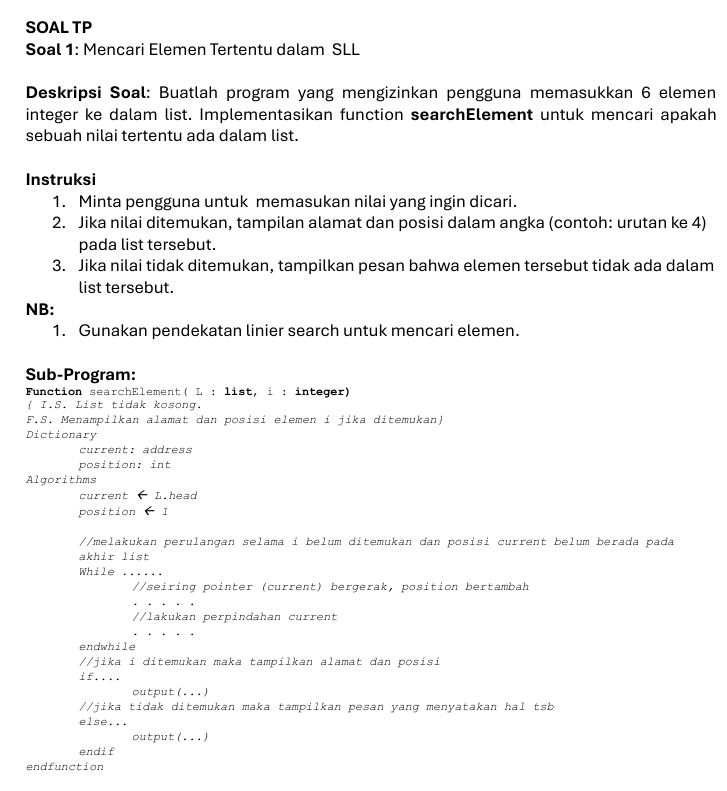 SOAL TP
Soal 1: Mencari Elemen Tertentu dalam SLL
Deskripsi Soal: Buatlah program yang mengizinkan pengguna memasukkan 6 elemen
integer ke dalam list. Implementasikan function searchElement untuk mencari apakah
sebuah nilai tertentu ada dalam list.
Instruksi
1. Minta pengguna untuk memasukan nilai yang ingin dicari.
2. Jika nilai ditemukan, tampilan alamat dan posisi dalam angka (contoh: urutan ke 4)
pada list tersebut.
3. Jika nilai tidak ditemukan, tampilkan pesan bahwa elemen tersebut tidak ada dalam
list tersebut.
NB:
1. Gunakan pendekatan linier search untuk mencari elemen.
Sub-Program:
Function searchElement( L : list, i : integer)
{ I.S. List tidak kosong.
F.S. Menampilkan alamat dan posisi elemen i jika ditemukan}
Dictionary
current: address
position: int
Algorithms
current ← L.head
position ← 1
//melakukan perulangan selama i belum ditemukan dan posisi current belum berada pada
akhir list
While ......
//seiring pointer (current) bergerak, position bertambah
. . . . .
//lakukan perpindahan current
. . . . .
endwhile
//jika i ditemukan maka tampilkan alamat dan posisi
if....
output(...)
//jika tidak ditemukan maka tampilkan pesan yang menyatakan hal tsb
else...
output(...)
endif
endfunction